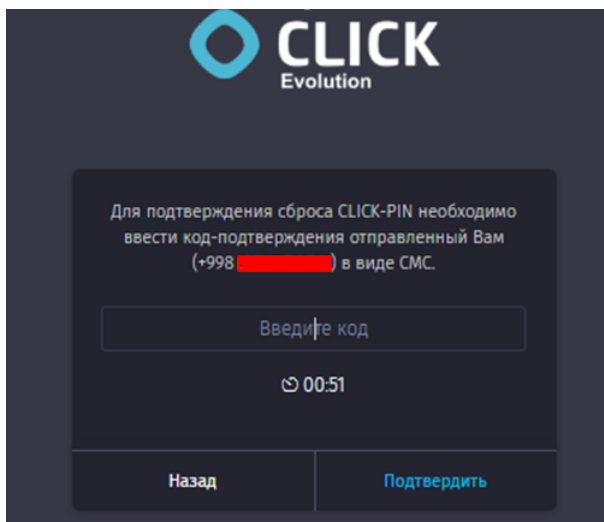 CLICK
Evolution
Для подтверждения сброса CLICK-PIN необходимо
ввести код-подтверждения отправленный Вам
(+998 ) в виде СМС.
Введите код
00:51
Назад
Подтвердить